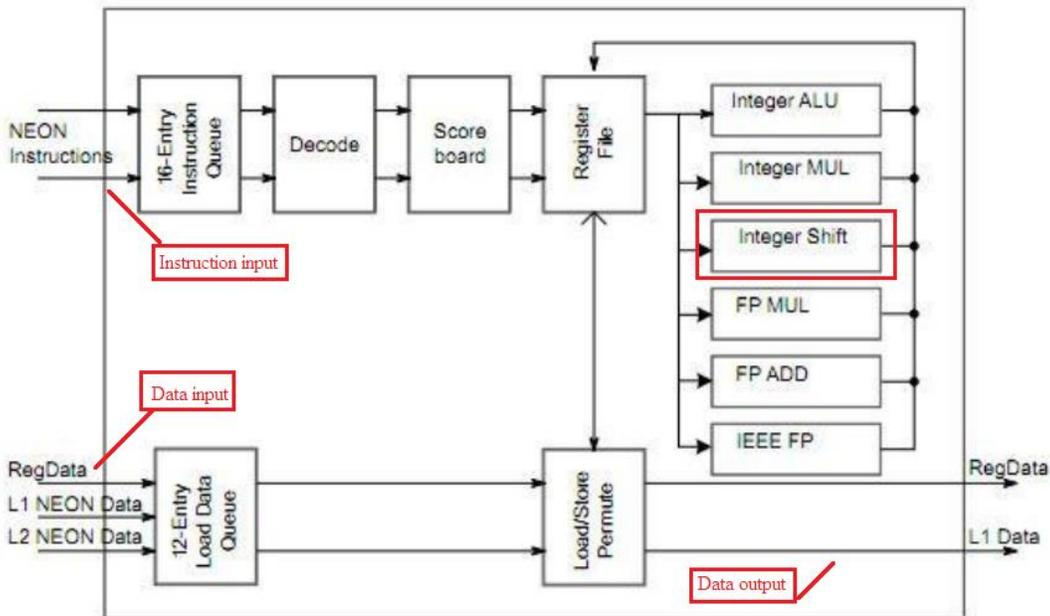 NEON
Instructions
16-Entry
Instruction
Queue
Decode
Score
board
Register
File
Integer ALU
Integer MUL
Integer Shift
FP MUL
FP ADD
IEEE FP
Instruction input
Data input
RegData
L1 NEON Data
L2 NEON Data
12-Entry
Load Data
Queue
Load/Store
Permute
RegData
L1 Data
Data output